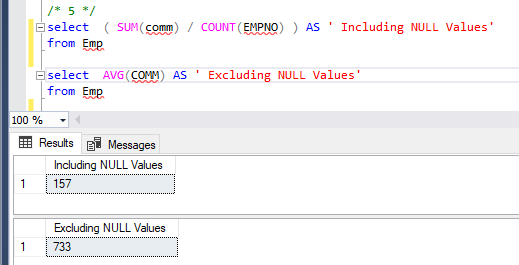 /* 5 */
select ( SUM(comm) / COUNT(EMPNO) ) AS ' Including NULL Values'
from Emp
select AVG(COMM) AS ' Excluding NULL Values'
from Emp
100 %
Results Messages
Including NULL Values
1 157
Excluding NULL Values
1 733